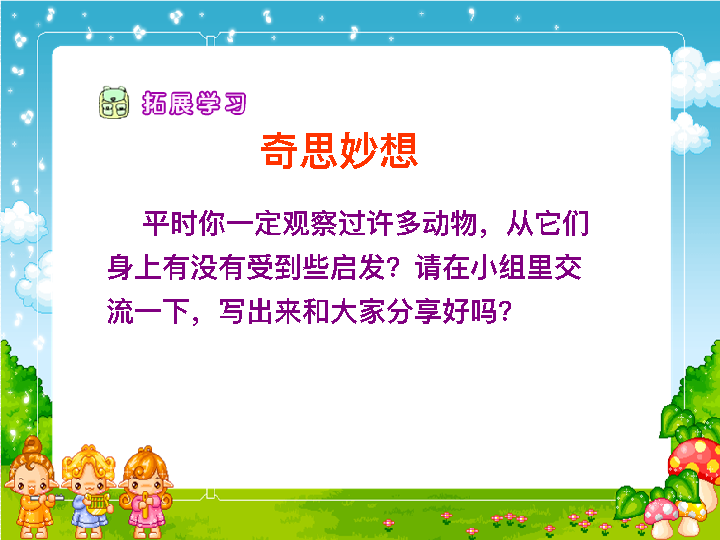 拓展学习
奇思妙想
平时你一定观察过许多动物，从它们
身上有没有受到些启发？请在小组里交
流一下，写出来和大家分享好吗？